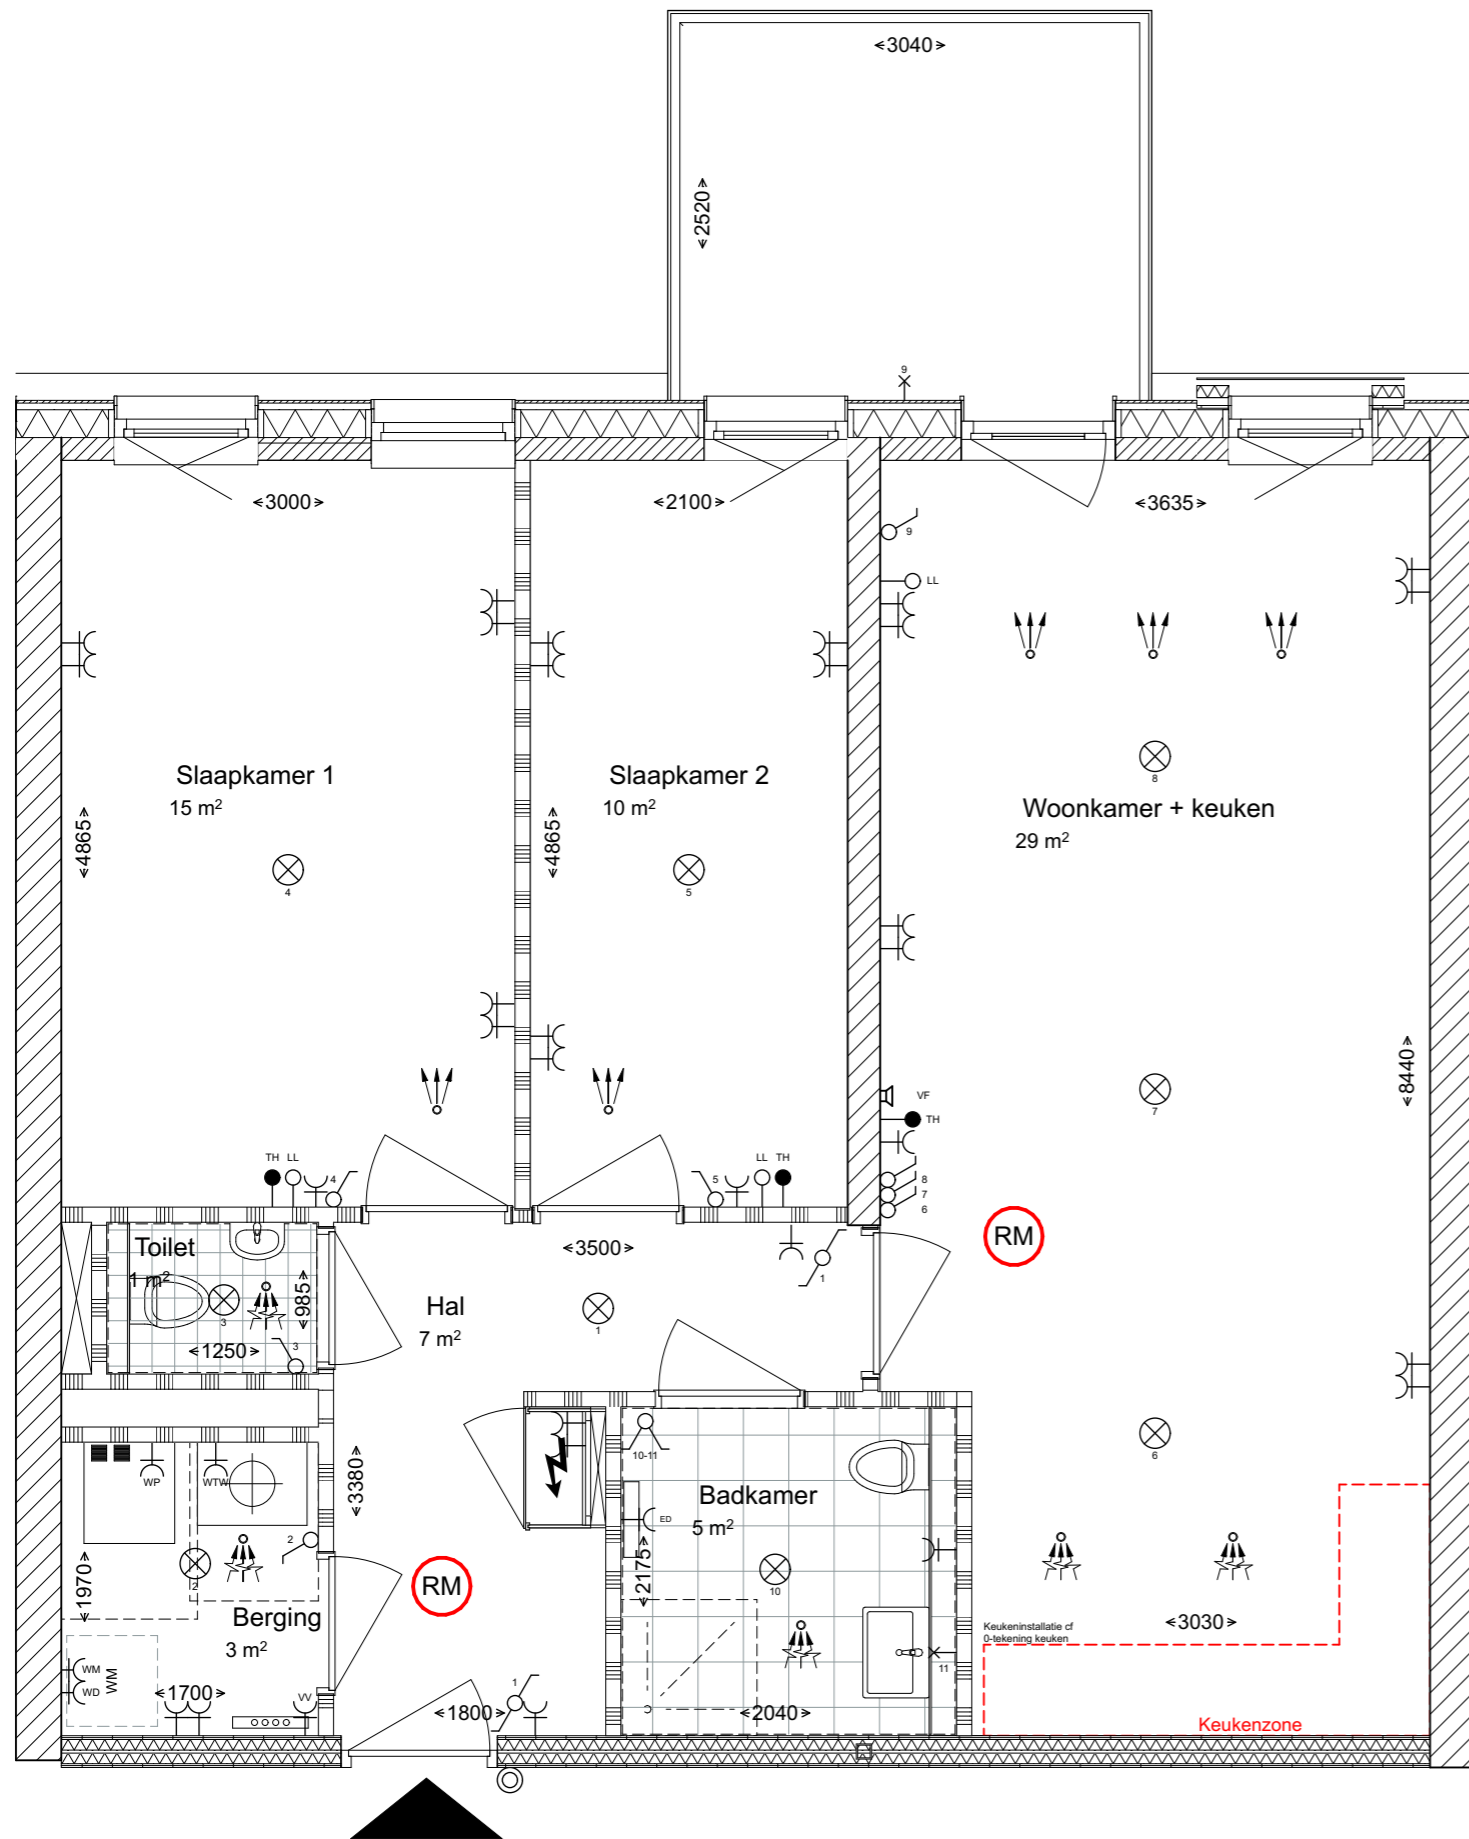 3040
2520
9
3000
2100
3635
9
LL
Slaapkamer 1
15 m²
Slaapkamer 2
10 m²
8
Woonkamer + keuken
29 m²
4865
4865
4
5
8440
7
VF
TH
TH LL
4
5
LL TH
8
7
6
RM
Toilet
1 m²
3
985
1250
3
3500
1
Hal
7 m²
1
6
WP
WTW
3380
10-11
Badkamer
5 m²
ED
2175
10
2
2
1970
Berging
3 m²
RM
WM
WD
WM
1700
VV
1
1800
2040
11
Keukeninstallatie cf
0-tekening keuken
3030
Keukenzone